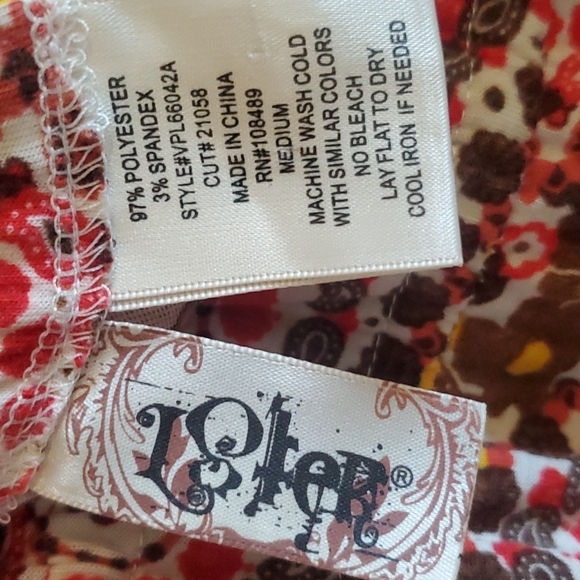 97% POLYESTER
3% SPANDEX
STYLE#VPL66042A
CUT# 21058
MADE IN CHINA
RN#108489
MEDIUM
MACHINE WASH COLD
WITH SIMILAR COLORS
NO BLEACH
LAY FLAT TO DRY
COOL IRON IF NEEDED
®